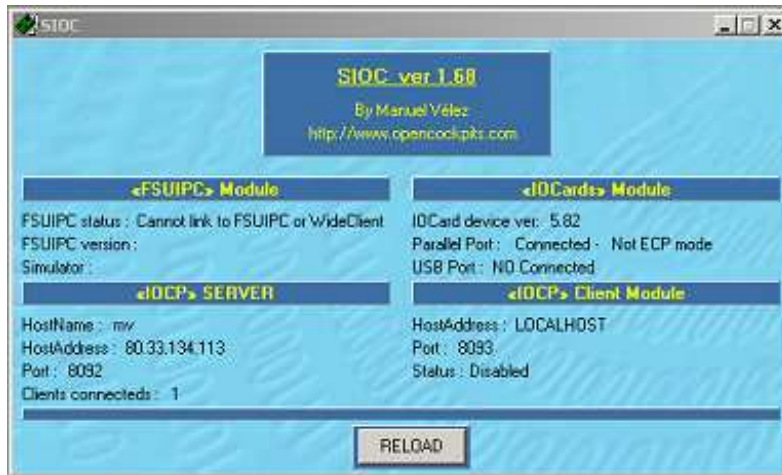 SIOC
SIOC ver 1.68
By Manuel Vélez
http://www.opencockpits.com
«FSUIPC» Module
FSUIPC status : Cannot link to FSUIPC or WideClient
FSUIPC version :
Simulator :
«IOCards» Module
IOCard device ver: 5.82
Parallel Port : Connected - Not ECP mode
USB Port : NO Connected
«IOCP» SERVER
HostName : mv
HostAddress : 80.33.134.113
Port : 8092
Clients connecteds : 1
«IOCP» Client Module
HostAddress : LOCALHOST
Port : 8093
Status : Disabled
RELOAD